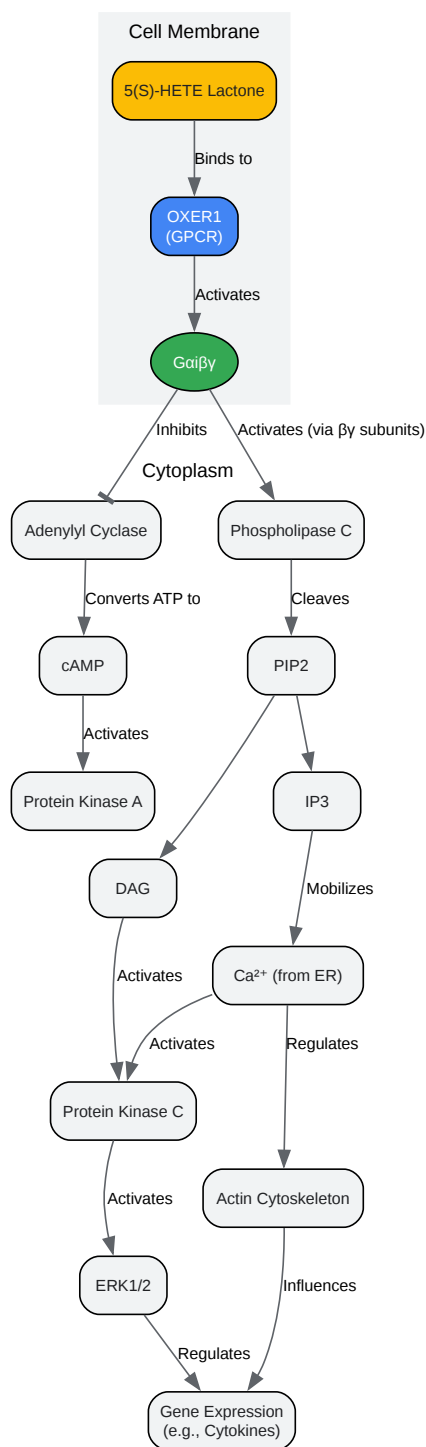 Cell Membrane
5(S)-HETE Lactone
Binds to
OXER1
(GPCR)
Activates
Gαiβγ
Inhibits
Activates (via βγ subunits)
Cytoplasm
Adenylyl Cyclase
Phospholipase C
Converts ATP to
Cleaves
cAMP
PIP2
Activates
Protein Kinase A
IP3
DAG
Mobilizes
Activates
Ca²⁺ (from ER)
Activates
Regulates
Protein Kinase C
Activates
Actin Cytoskeleton
ERK1/2
Influences
Regulates
Gene Expression
(e.g., Cytokines)